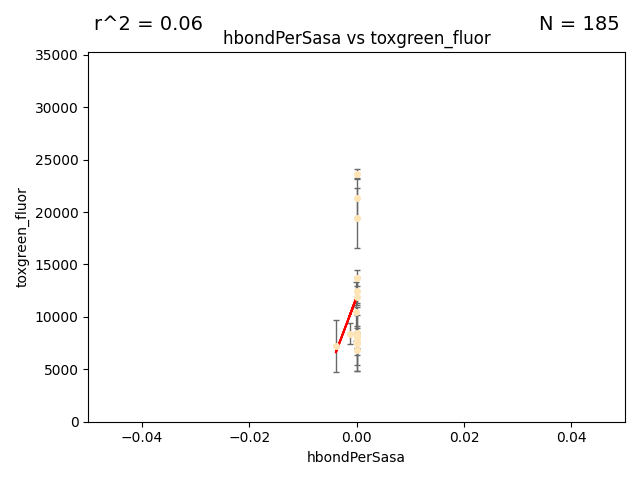 r^2 = 0.06
N = 185
hbondPerSasa vs toxgreen_fluor
35000
30000
25000
20000
15000
10000
5000
0
toxgreen_fluor
−0.04
−0.02
0.00
0.02
0.04
hbondPerSasa